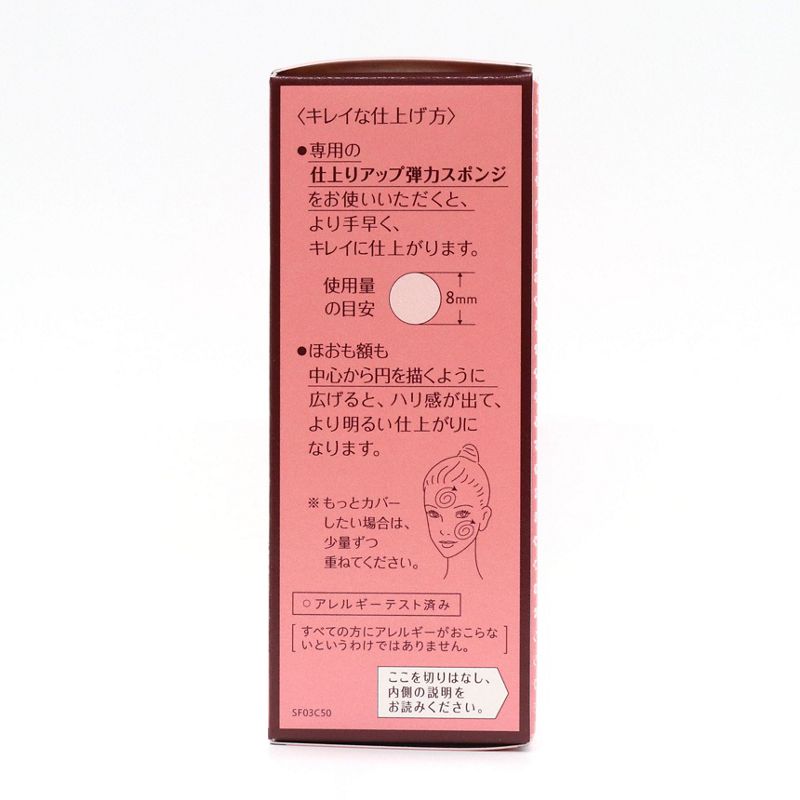 〈キレイな仕上げ方〉
●専用の
仕上りアップ弾力スポンジ
をお使いいただくと、
より手早く、
キレイに仕上がります。
使用量
の目安
8mm
●ほおも額も
中心から円を描くように
広げると、ハリ感が出て、
より明るい仕上がりに
なります。
※もっとカバー
したい場合は、
少量ずつ
重ねてください。
○アレルギーテスト済み
[すべての方にアレルギーがおこらな
いというわけではありません。]
ここを切りはなし、
内側の説明を
お読みください。
SF03C50